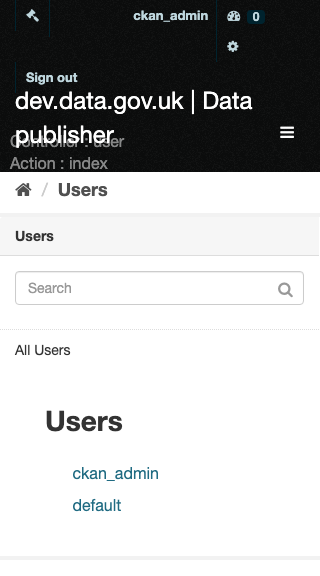 ckan_admin
0
Sign out
dev.data.gov.uk | Data
publisher
Controller : user
Action : index
/ Users
Users
Search
All Users
Users
ckan_admin
default